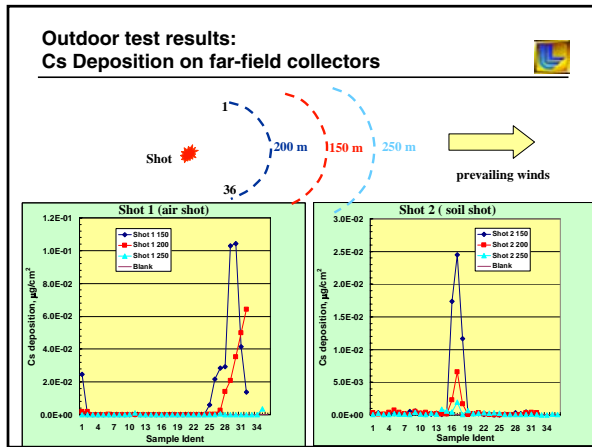 Outdoor test results:
Cs Deposition on far-field collectors
1
Shot
200 m
150 m
250 m
36
prevailing winds
Shot 1 (air shot)
1.2E-01
1.0E-01
8.0E-02
6.0E-02
4.0E-02
2.0E-02
0.0E+00
Cs deposition, µg/cm2
Shot 1 150
Shot 1 200
Shot 1 250
Blank
1 4 7 10 13 16 19 22 25 28 31 34
Sample Ident
Shot 2 ( soil shot)
3.0E-02
2.5E-02
2.0E-02
1.5E-02
1.0E-02
5.0E-03
0.0E+00
Cs deposition, µg/cm2
Shot 2 150
Shot 2 200
Shot 2 250
Blank
1 4 7 10 13 16 19 22 25 28 31 34
Sample Ident